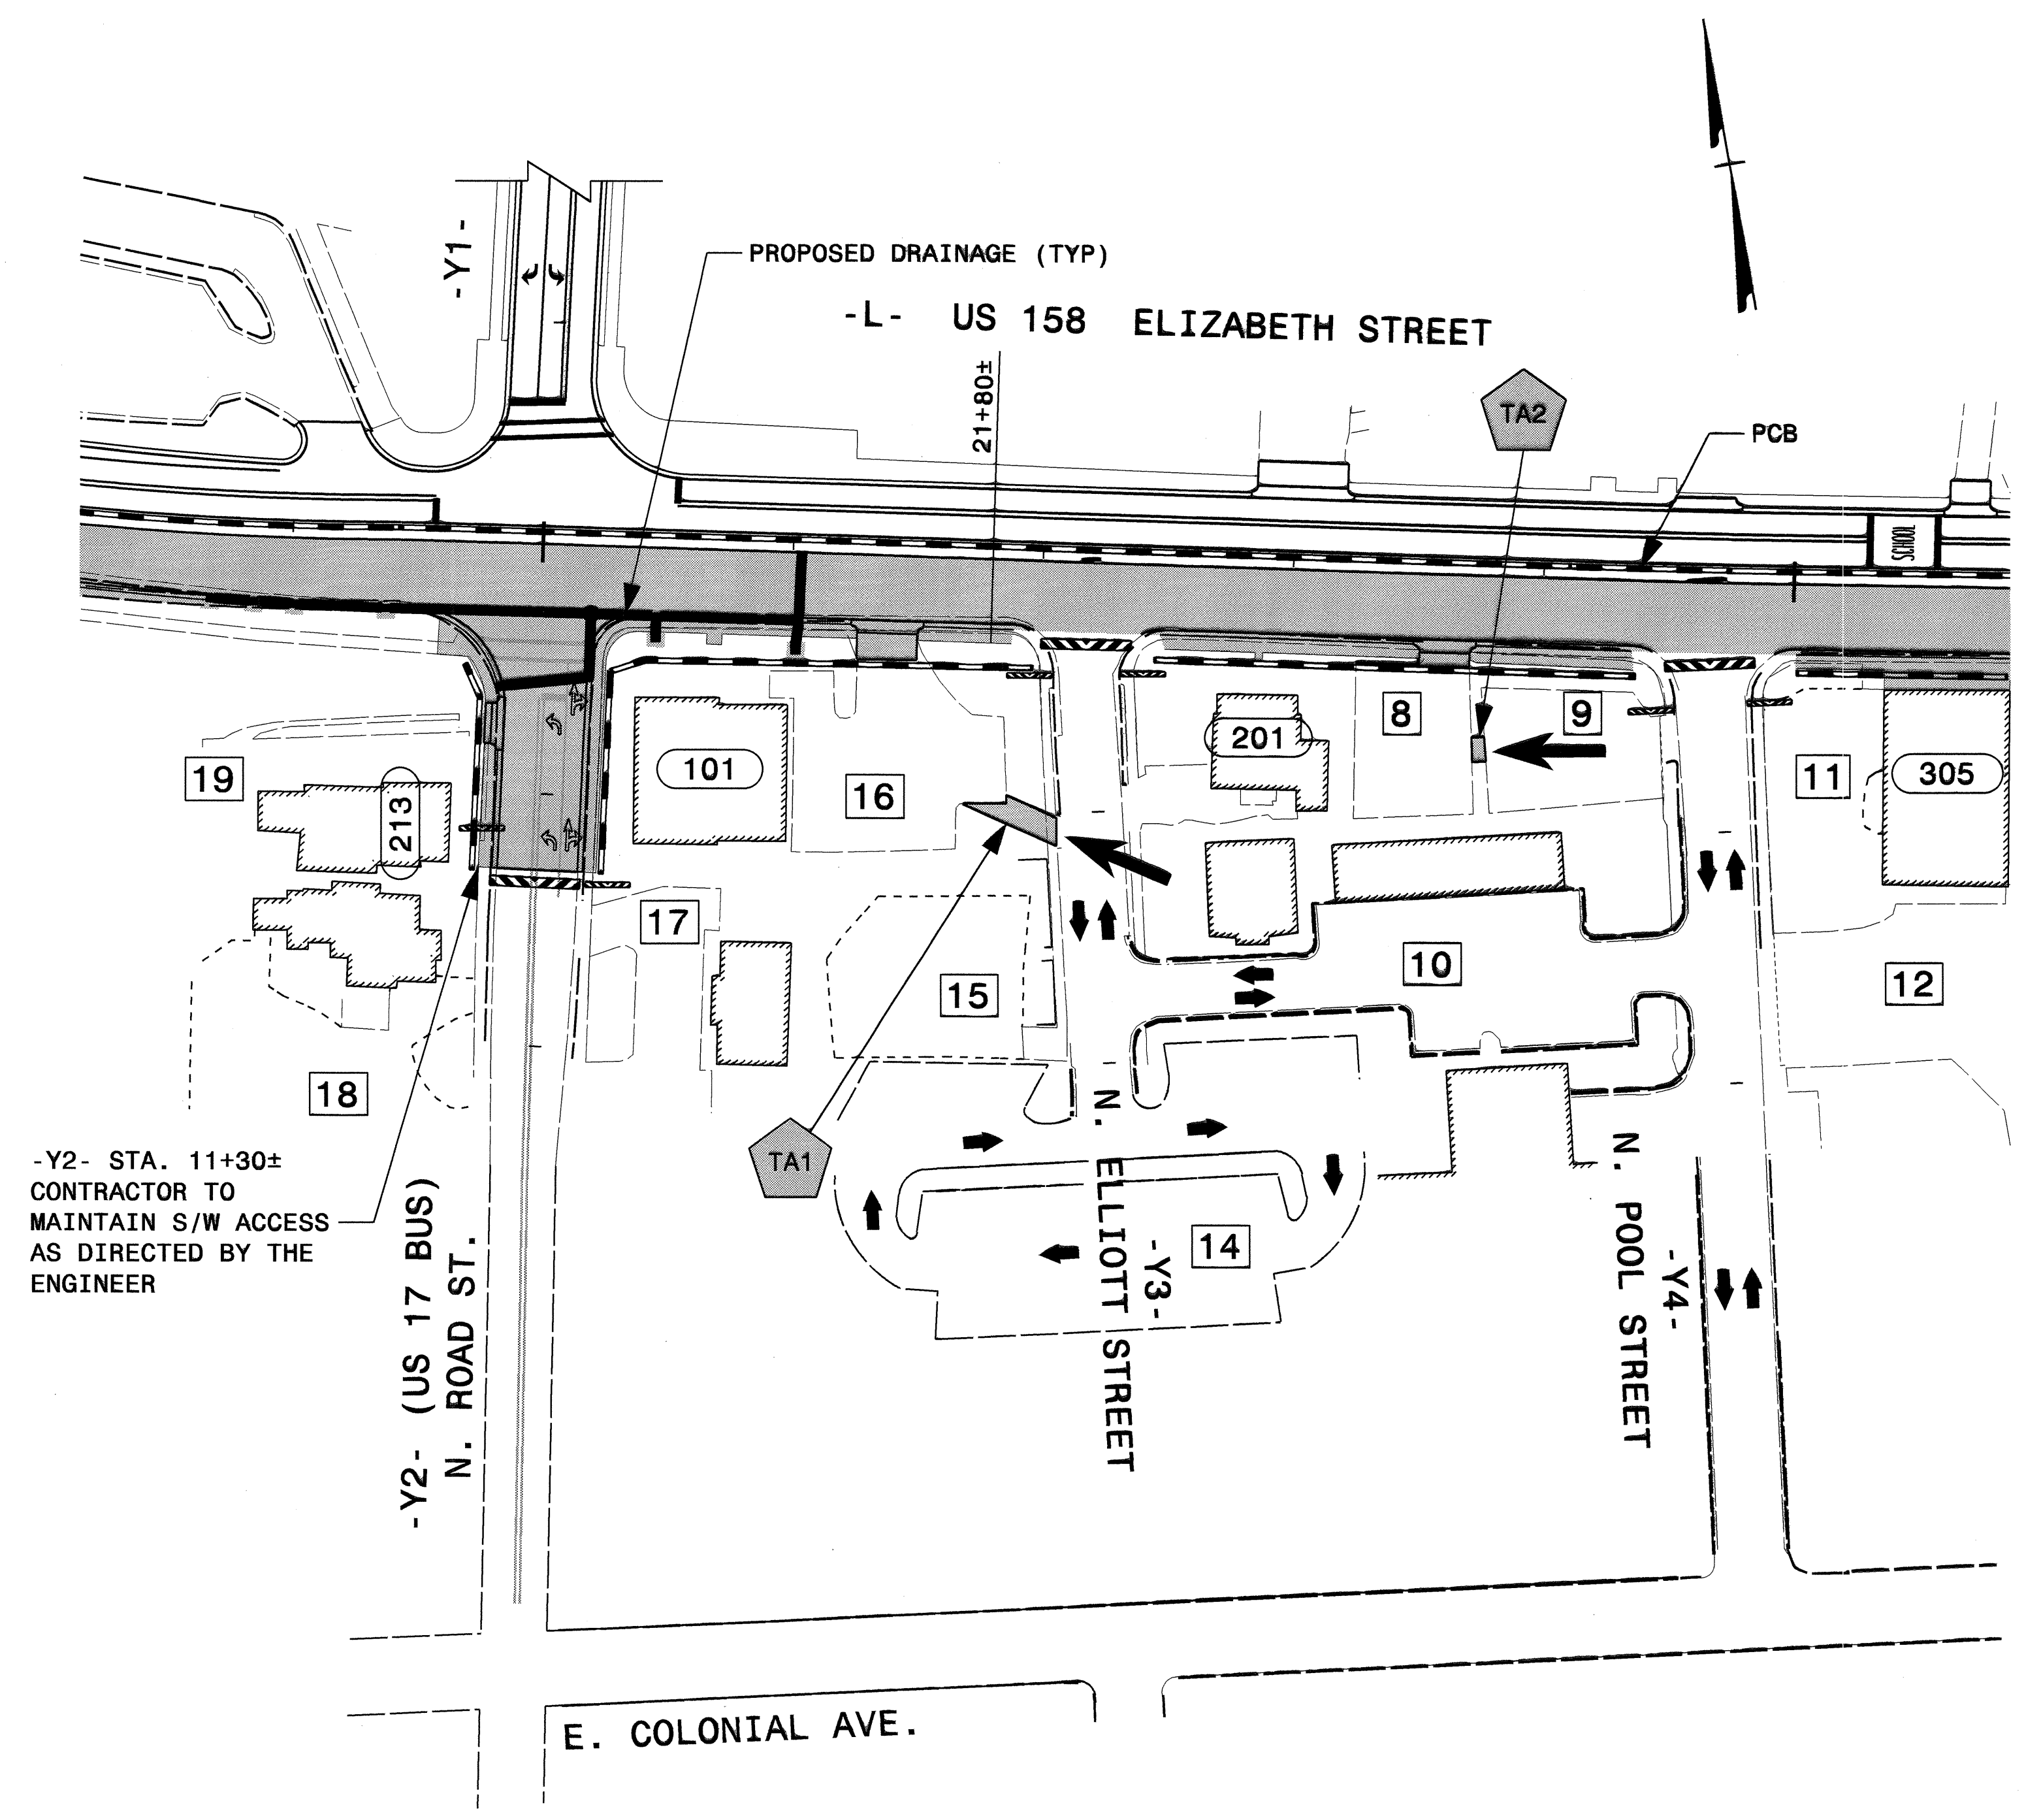 -Y1-
PROPOSED DRAINAGE (TYP)
-L- US 158 ELIZABETH STREET
21+80±
TA2
PCB
SCHOOL
8
9
201
101
16
19
213
11
305
17
15
10
12
18
TA1
14
-Y2- STA. 11+30±
CONTRACTOR TO
MAINTAIN S/W ACCESS
AS DIRECTED BY THE
ENGINEER
-Y2- (US 17 BUS)
N. ROAD ST.
N. ELLIOTT STREET
-Y3-
N. POOL STREET
-Y4-
E. COLONIAL AVE.